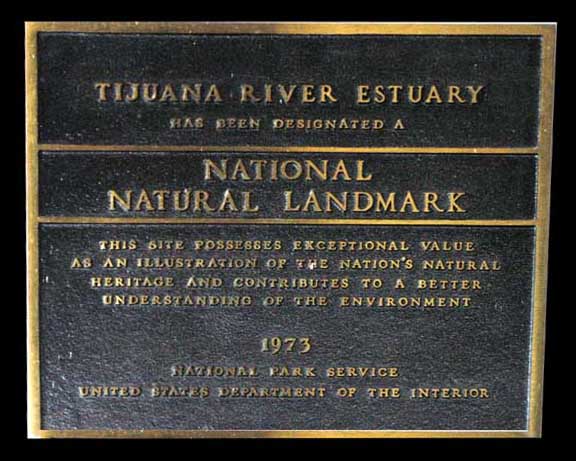 TIJUANA RIVER ESTUARY
HAS BEEN DESIGNATED A
NATIONAL
NATURAL LANDMARK
THIS SITE POSSESSES EXCEPTIONAL VALUE
AS AN ILLUSTRATION OF THE NATION'S NATURAL
HERITAGE AND CONTRIBUTES TO A BETTER
UNDERSTANDING OF THE ENVIRONMENT
1973
NATIONAL PARK SERVICE
UNITED STATES DEPARTMENT OF THE INTERIOR